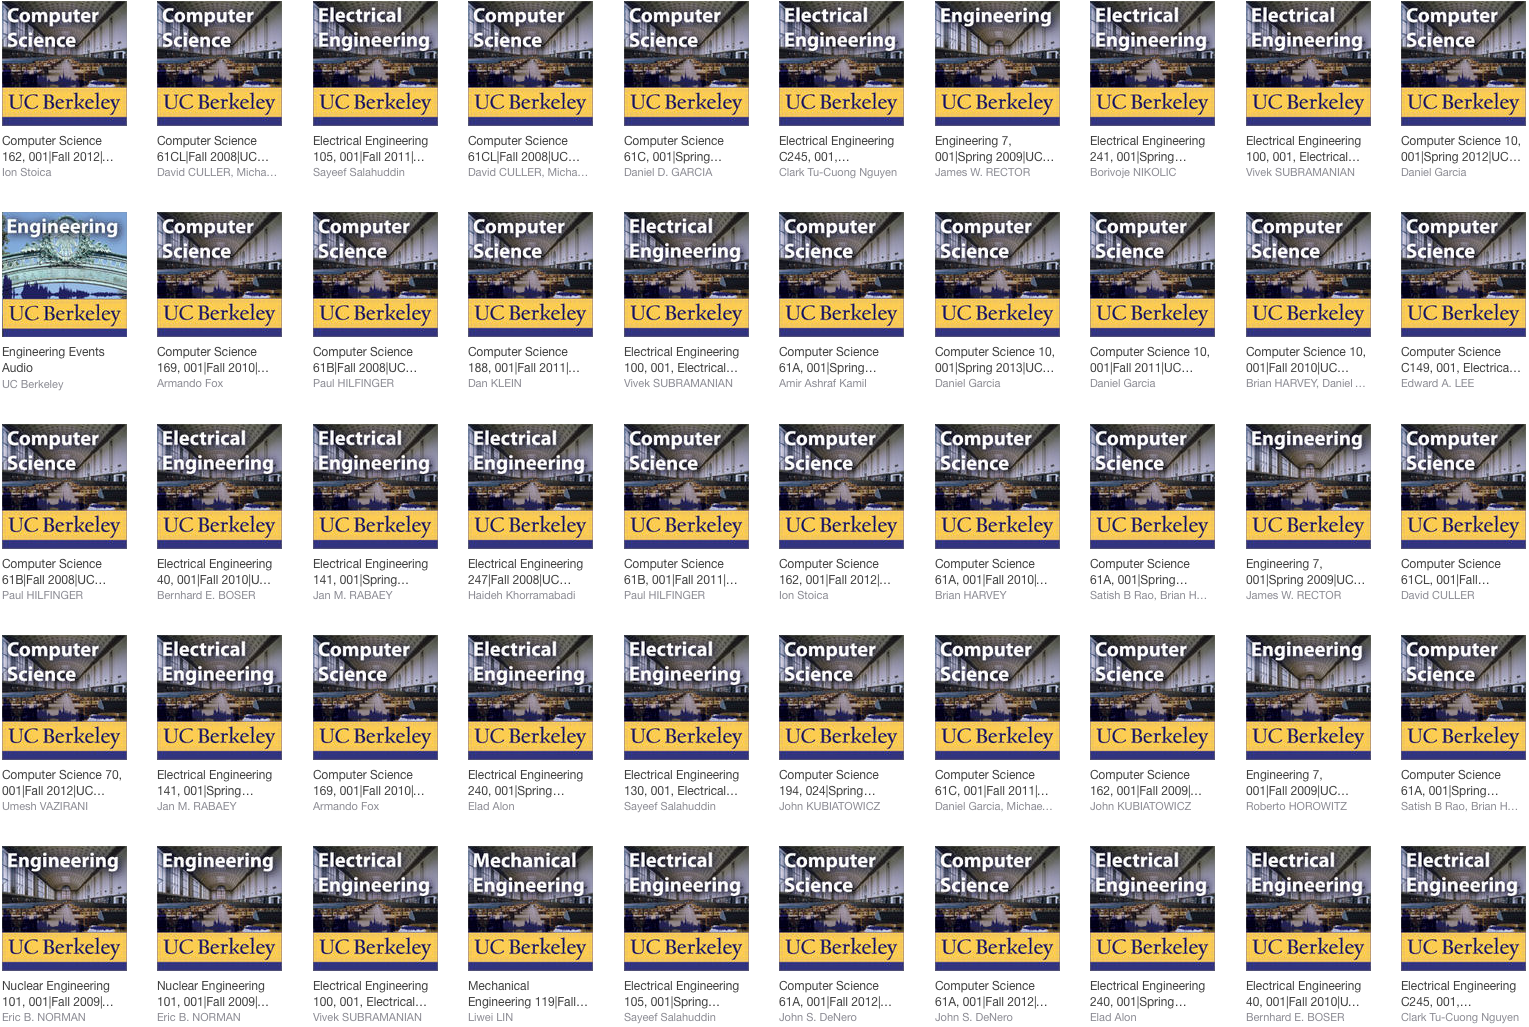 Computer
Science
UC Berkeley
Computer Science
162, 001|Fall 2012|...
Ion Stoica
Computer
Science
UC Berkeley
Computer Science
61CL|Fall 2008|UC...
David CULLER, Micha...
Electrical
Engineering
UC Berkeley
Electrical Engineering
105, 001|Fall 2011|...
Sayeef Salahuddin
Computer
Science
UC Berkeley
Computer Science
61CL|Fall 2008|UC...
David CULLER, Micha...
Computer
Science
UC Berkeley
Computer Science
61C, 001|Spring...
Daniel D. GARCIA
Electrical
Engineering
UC Berkeley
Electrical Engineering
C245, 001,...
Clark Tu-Cuong Nguyen
Engineering
UC Berkeley
Engineering 7,
001|Spring 2009|UC...
James W. RECTOR
Electrical
Engineering
UC Berkeley
Electrical Engineering
241, 001|Spring...
Borivoje NIKOLIC
Electrical
Engineering
UC Berkeley
Electrical Engineering
100, 001, Electrical...
Vivek SUBRAMANIAN
Computer
Science
UC Berkeley
Computer Science 10,
001|Spring 2012|UC...
Daniel Garcia
Engineering
UC Berkeley
Engineering Events
Audio
UC Berkeley
Computer
Science
UC Berkeley
Computer Science
169, 001|Fall 2010|...
Armando Fox
Computer
Science
UC Berkeley
Computer Science
61B|Fall 2008|UC...
Paul HILFINGER
Computer
Science
UC Berkeley
Computer Science
188, 001|Fall 2011|...
Dan KLEIN
Electrical
Engineering
UC Berkeley
Electrical Engineering
100, 001, Electrical...
Vivek SUBRAMANIAN
Computer
Science
UC Berkeley
Computer Science
61A, 001|Spring...
Amir Ashraf Kamil
Computer
Science
UC Berkeley
Computer Science 10,
001|Spring 2013|UC...
Daniel Garcia
Computer
Science
UC Berkeley
Computer Science 10,
001|Fall 2011|UC...
Daniel Garcia
Computer
Science
UC Berkeley
Computer Science 10,
001|Fall 2010|UC...
Brian HARVEY, Daniel ...
Computer
Science
UC Berkeley
Computer Science
C149, 001, Electrica...
Edward A. LEE
Computer
Science
UC Berkeley
Computer Science
61B|Fall 2008|UC...
Paul HILFINGER
Electrical
Engineering
UC Berkeley
Electrical Engineering
40, 001|Fall 2010|U...
Bernhard E. BOSER
Electrical
Engineering
UC Berkeley
Electrical Engineering
141, 001|Spring...
Jan M. RABAEY
Electrical
Engineering
UC Berkeley
Electrical Engineering
247|Fall 2008|UC...
Haideh Khorramabadi
Computer
Science
UC Berkeley
Computer Science
61B, 001|Fall 2011|...
Paul HILFINGER
Computer
Science
UC Berkeley
Computer Science
162, 001|Fall 2012|...
Ion Stoica
Computer
Science
UC Berkeley
Computer Science
61A, 001|Fall 2010|...
Brian HARVEY
Computer
Science
UC Berkeley
Computer Science
61A, 001|Spring...
Satish B Rao, Brian H...
Engineering
UC Berkeley
Engineering 7,
001|Spring 2009|UC...
James W. RECTOR
Computer
Science
UC Berkeley
Computer Science
61CL, 001|Fall...
David CULLER
Computer
Science
UC Berkeley
Computer Science 70,
001|Fall 2012|UC...
Umesh VAZIRANI
Electrical
Engineering
UC Berkeley
Electrical Engineering
141, 001|Spring...
Jan M. RABAEY
Computer
Science
UC Berkeley
Computer Science
169, 001|Fall 2010|...
Armando Fox
Electrical
Engineering
UC Berkeley
Electrical Engineering
240, 001|Spring...
Elad Alon
Electrical
Engineering
UC Berkeley
Electrical Engineering
130, 001, Electrical...
Sayeef Salahuddin
Computer
Science
UC Berkeley
Computer Science
194, 024|Spring...
John KUBIATOWICZ
Computer
Science
UC Berkeley
Computer Science
61C, 001|Fall 2011|...
Daniel Garcia, Michae...
Computer
Science
UC Berkeley
Computer Science
162, 001|Fall 2009|...
John KUBIATOWICZ
Engineering
UC Berkeley
Engineering 7,
001|Fall 2009|UC...
Roberto HOROWITZ
Computer
Science
UC Berkeley
Computer Science
61A, 001|Spring...
Satish B Rao, Brian H...
Engineering
UC Berkeley
Nuclear Engineering
101, 001|Fall 2009|...
Eric B. NORMAN
Engineering
UC Berkeley
Nuclear Engineering
101, 001|Fall 2009|...
Eric B. NORMAN
Electrical
Engineering
UC Berkeley
Electrical Engineering
100, 001, Electrical...
Vivek SUBRAMANIAN
Mechanical
Engineering
UC Berkeley
Mechanical
Engineering 119|Fall...
Liwei LIN
Electrical
Engineering
UC Berkeley
Electrical Engineering
105, 001|Spring...
Sayeef Salahuddin
Computer
Science
UC Berkeley
Computer Science
61A, 001|Fall 2012|...
John S. DeNero
Computer
Science
UC Berkeley
Computer Science
61A, 001|Fall 2012|...
John S. DeNero
Electrical
Engineering
UC Berkeley
Electrical Engineering
240, 001|Spring...
Elad Alon
Electrical
Engineering
UC Berkeley
Electrical Engineering
40, 001|Fall 2010|U...
Bernhard E. BOSER
Electrical
Engineering
UC Berkeley
Electrical Engineering
C245, 001,...
Clark Tu-Cuong Nguyen